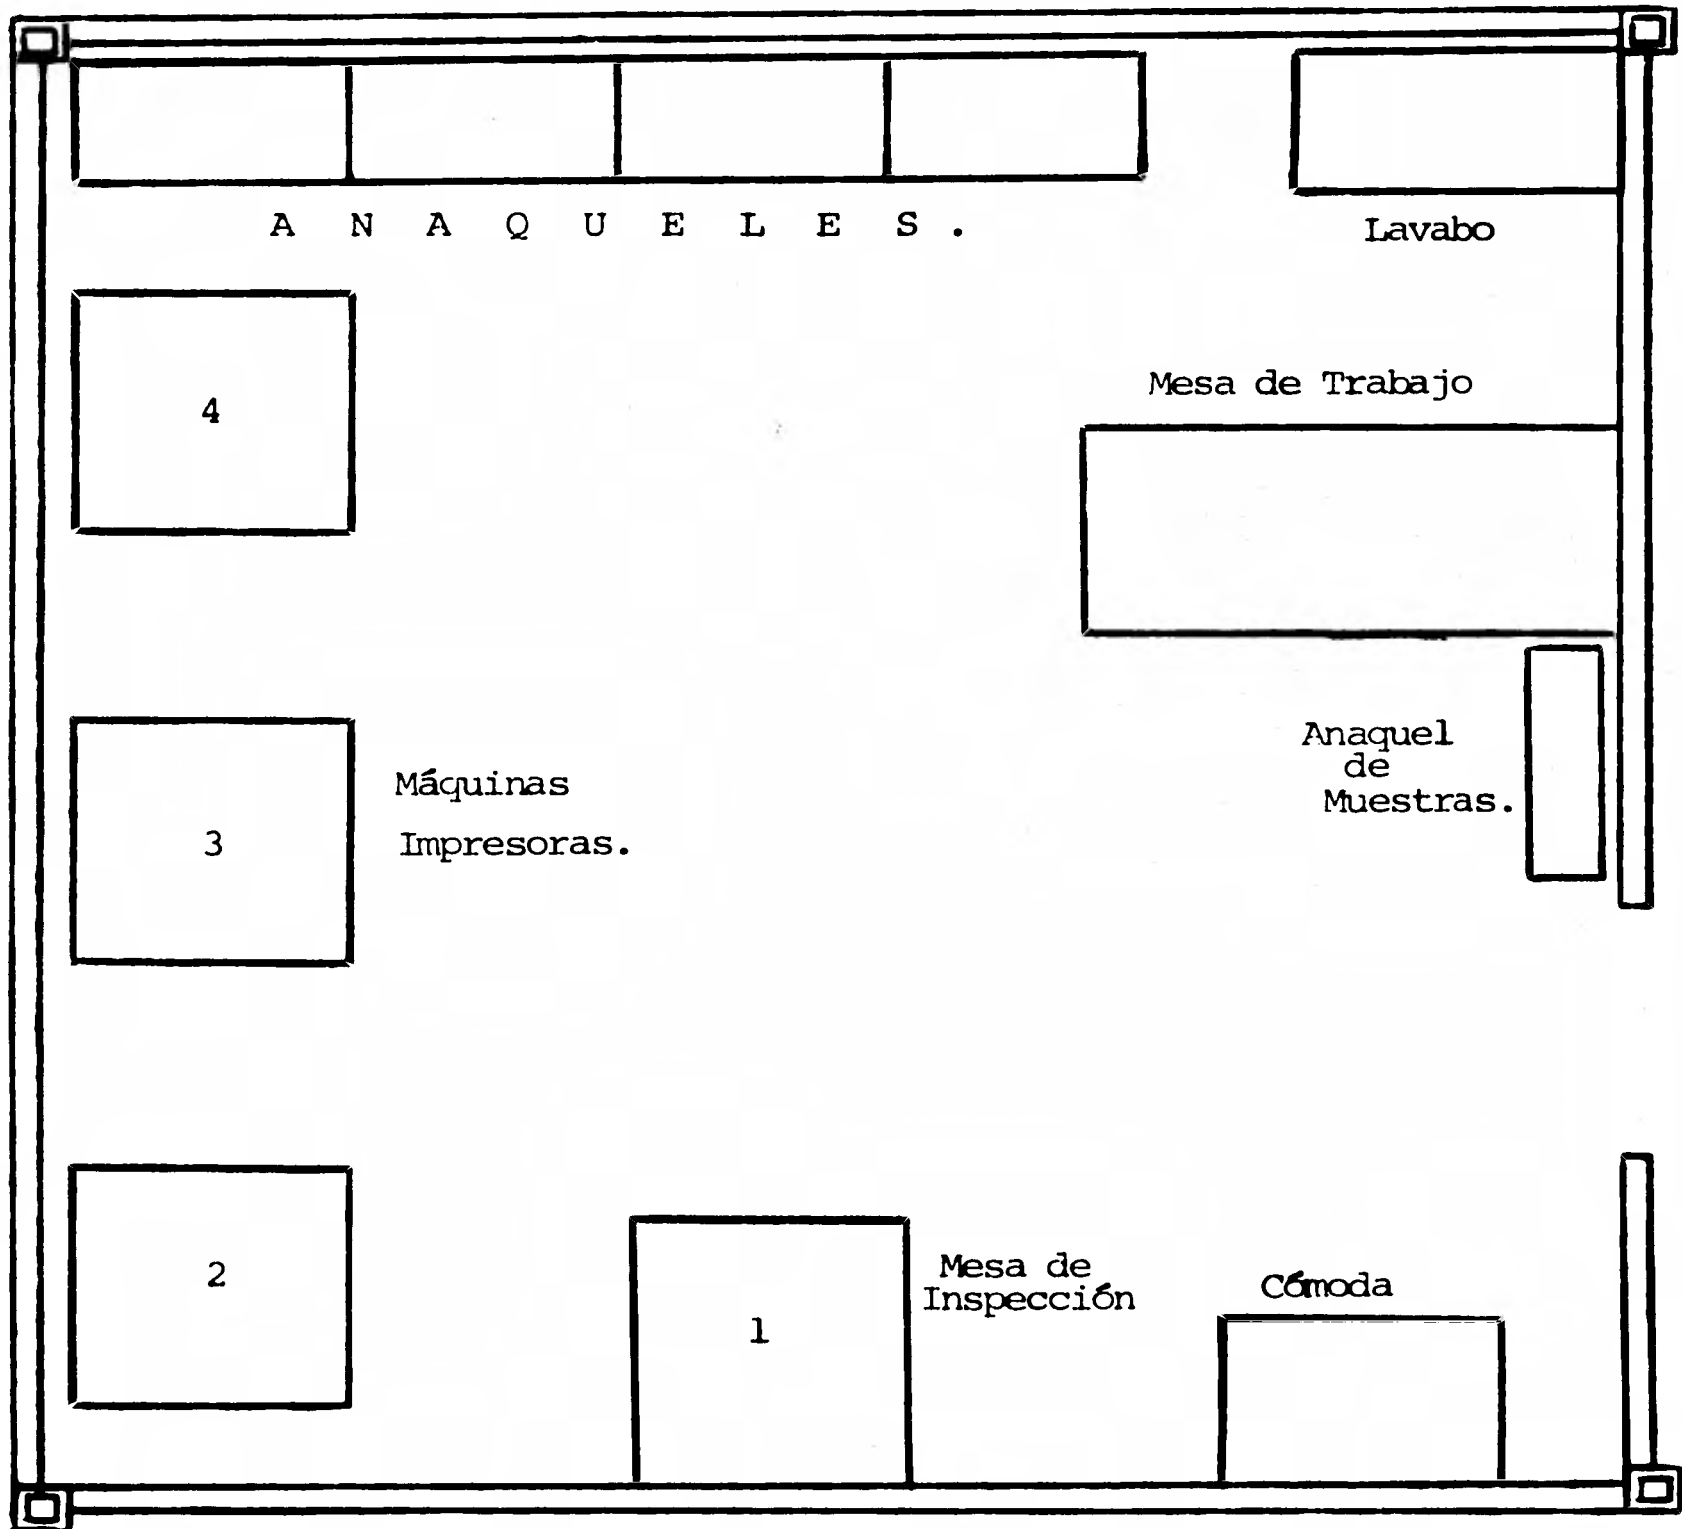 A N A Q U E L E S .
Lavabo
Mesa de Trabajo
4
Anaquel
de
Muestras.
Máquinas
Impresoras.
3
2
Mesa de
Inspección
1
Cómoda